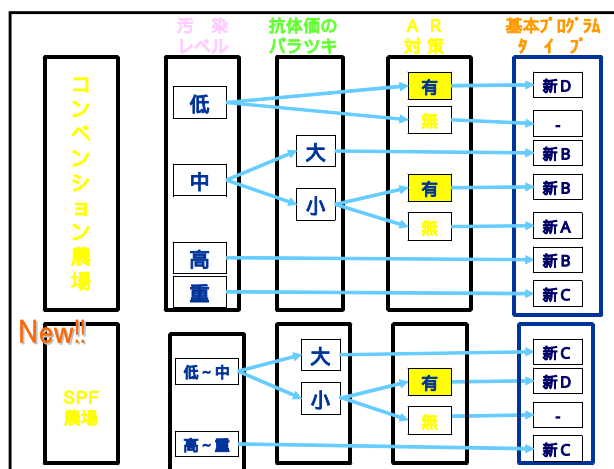 汚染
レベル
抗体価の
バラツキ
ＡＲ
対策
基本プログラム
タイプ
コンベンション農場
低
中
高
重
大
小
有
無
有
無
新D
-
新B
新B
新A
新B
新C
New!!
SPF
農場
低～中
高～重
大
小
有
無
新C
新D
-
新C